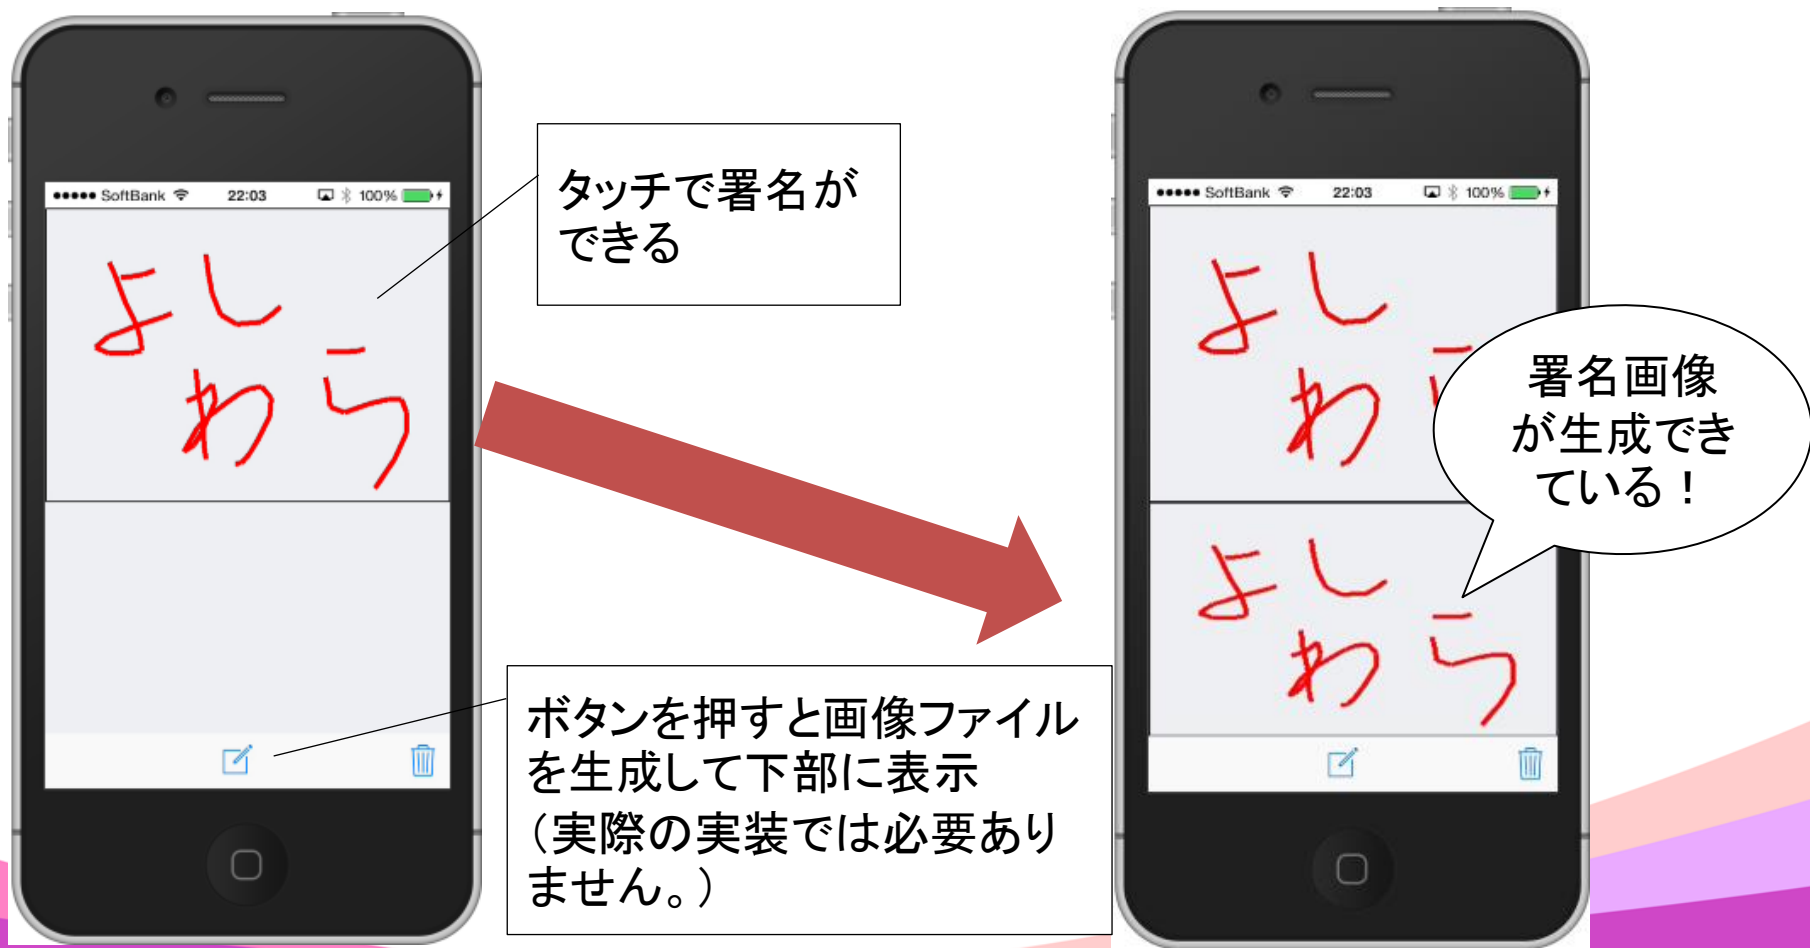 ●●●●● SoftBank 22:03 100%
よし
わら
タッチで署名が
できる
ボタンを押すと画像ファイル
を生成して下部に表示
(実際の実装では必要あり
ません。)
●●●●● SoftBank 22:03 100%
よし
わ
署名画像
が生成でき
ている！
よし
わら